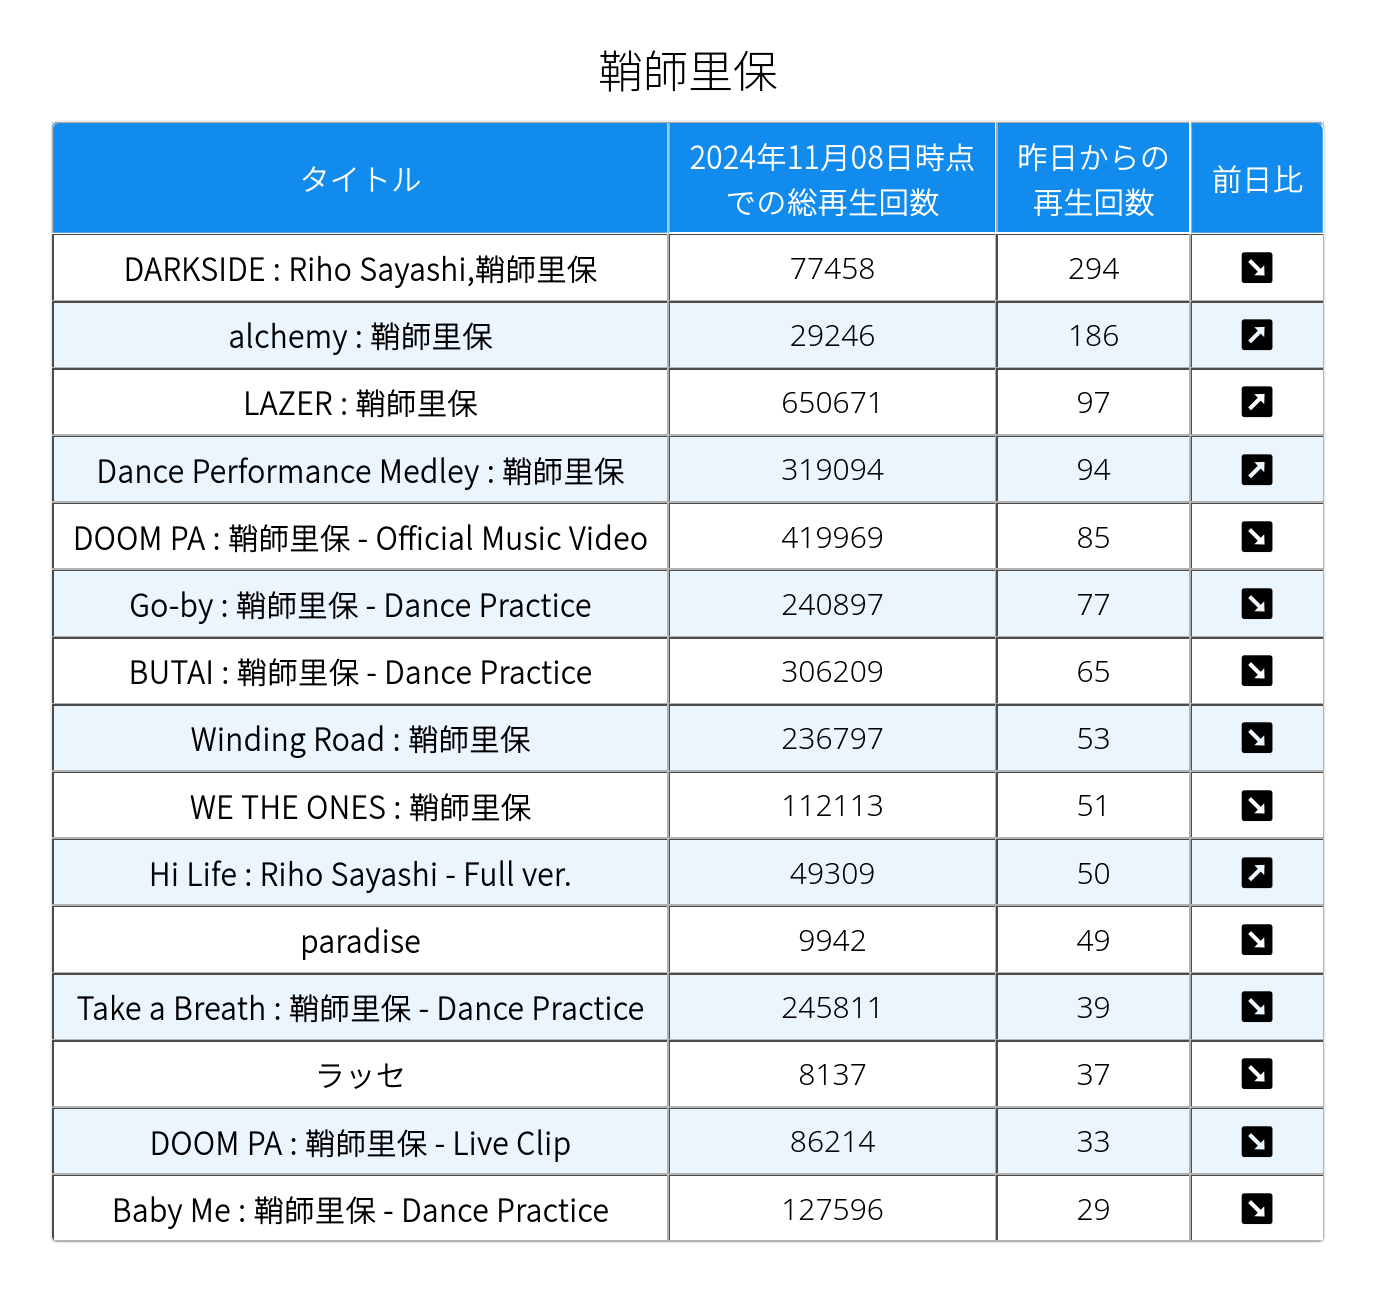 鞘師里保
タイトル 2024年11月08日時点での総再生回数 昨日からの再生回数 前日比
DARKSIDE : Riho Sayashi,鞘師里保 77458 294 ↘
alchemy : 鞘師里保 29246 186 ↗
LAZER : 鞘師里保 650671 97 ↗
Dance Performance Medley : 鞘師里保 319094 94 ↗
DOOM PA : 鞘師里保 - Official Music Video 419969 85 ↘
Go-by : 鞘師里保 - Dance Practice 240897 77 ↘
BUTAI : 鞘師里保 - Dance Practice 306209 65 ↘
Winding Road : 鞘師里保 236797 53 ↘
WE THE ONES : 鞘師里保 112113 51 ↘
Hi Life : Riho Sayashi - Full ver. 49309 50 ↗
paradise 9942 49 ↘
Take a Breath : 鞘師里保 - Dance Practice 245811 39 ↘
ラッセ 8137 37 ↘
DOOM PA : 鞘師里保 - Live Clip 86214 33 ↘
Baby Me : 鞘師里保 - Dance Practice 127596 29 ↘